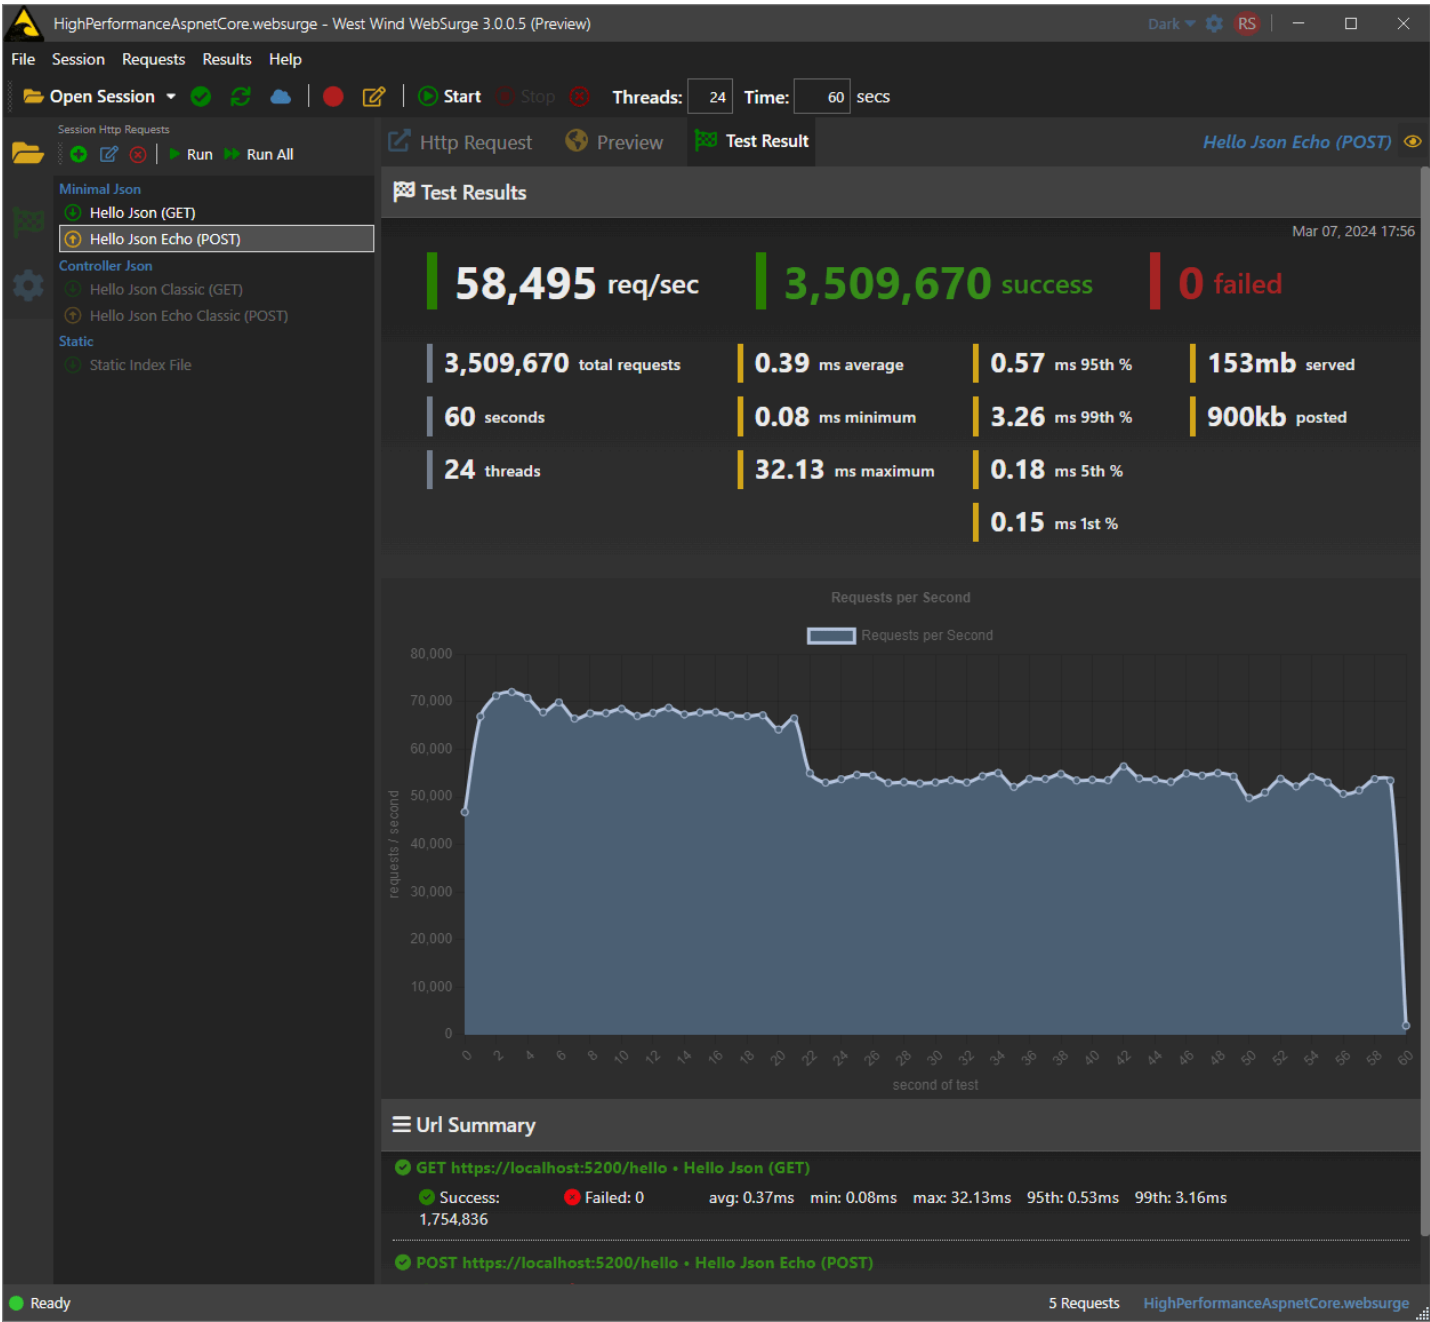 HighPerformanceAspnetCore.websurge - West Wind WebSurge 3.0.0.5 (Preview)
Dark
RS
File Session Requests Results Help
Open Session Start Stop Threads: 24 Time: 60 secs
Session Http Requests
Run Run All
Http Request Preview Test Result
Hello Json Echo (POST)
Minimal Json
Hello Json (GET)
Hello Json Echo (POST)
Controller Json
Hello Json Classic (GET)
Hello Json Echo Classic (POST)
Static
Static Index File
Test Results
Mar 07, 2024 17:56
58,495 req/sec 3,509,670 success 0 failed
3,509,670 total requests 0.39 ms average 0.57 ms 95th % 153mb served
60 seconds 0.08 ms minimum 3.26 ms 99th % 900kb posted
24 threads 32.13 ms maximum 0.18 ms 5th %
0.15 ms 1st %
Requests per Second
Requests per Second
80,000
70,000
60,000
50,000
40,000
30,000
20,000
10,000
0
requests / second
0 2 4 6 8 10 12 14 16 18 20 22 24 26 28 30 32 34 36 38 40 42 44 46 48 50 52 54 56 58 60
second of test
Url Summary
GET https://localhost:5200/hello • Hello Json (GET)
Success: Failed: 0 avg: 0.37ms min: 0.08ms max: 32.13ms 95th: 0.53ms 99th: 3.16ms
1,754,836
POST https://localhost:5200/hello • Hello Json Echo (POST)
Ready
5 Requests HighPerformanceAspnetCore.websurge